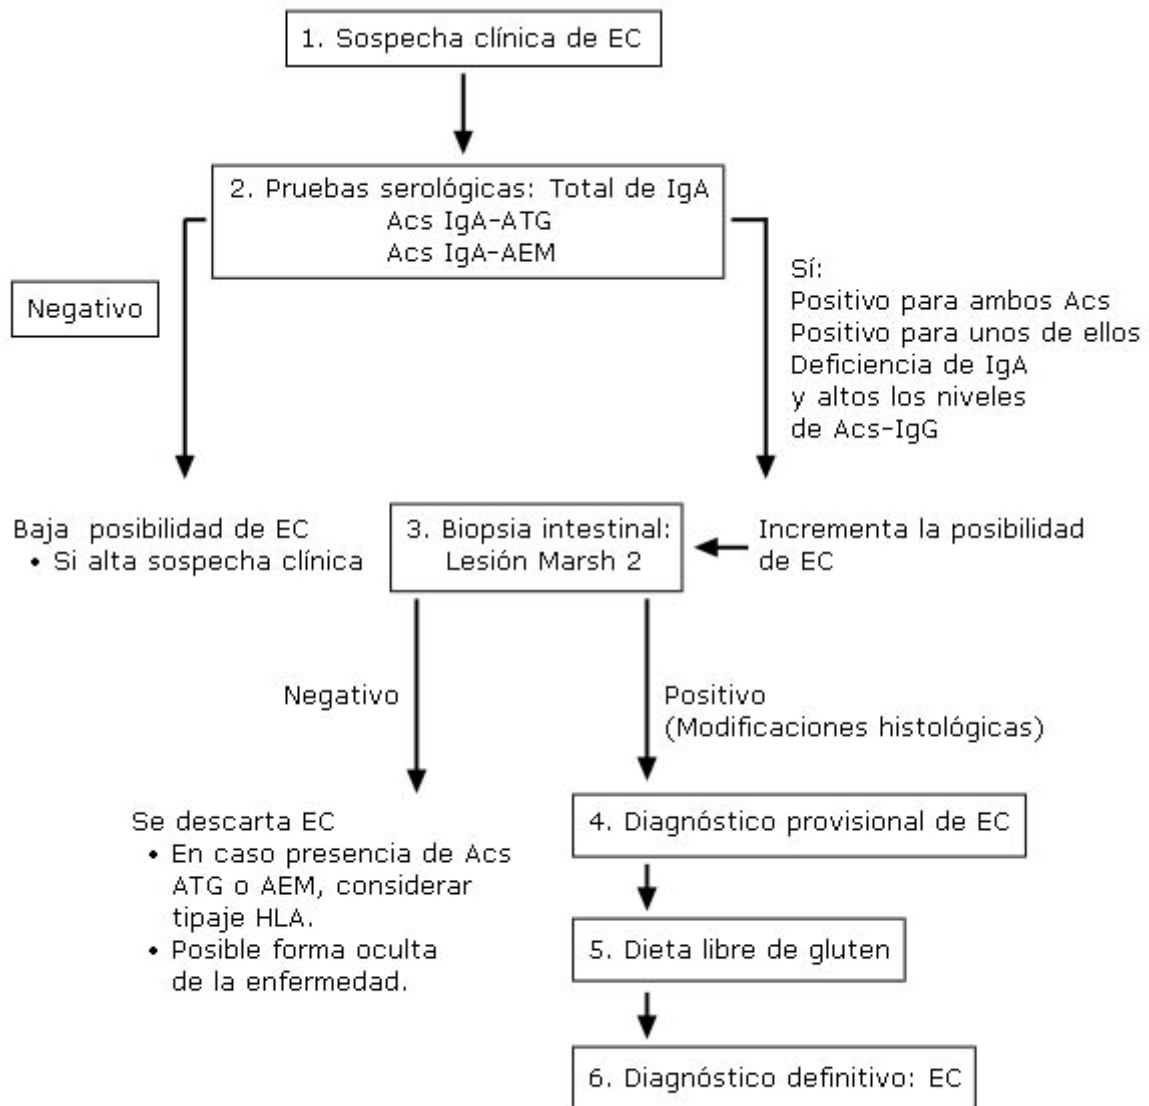 1. Sospecha clínica de EC
2. Pruebas serológicas: Total de IgA
Acs IgA-ATG
Acs IgA-AEM
Negativo
Sí:
Positivo para ambos Acs
Positivo para unos de ellos
Deficiencia de IgA
y altos los niveles
de Acs-IgG
Baja posibilidad de EC
• Si alta sospecha clínica
3. Biopsia intestinal:
Lesión Marsh 2
Incrementa la posibilidad
de EC
Negativo
Positivo
(Modificaciones histológicas)
Se descarta EC
• En caso presencia de Acs
ATG o AEM, considerar
tipaje HLA.
• Posible forma oculta
de la enfermedad.
4. Diagnóstico provisional de EC
5. Dieta libre de gluten
6. Diagnóstico definitivo: EC